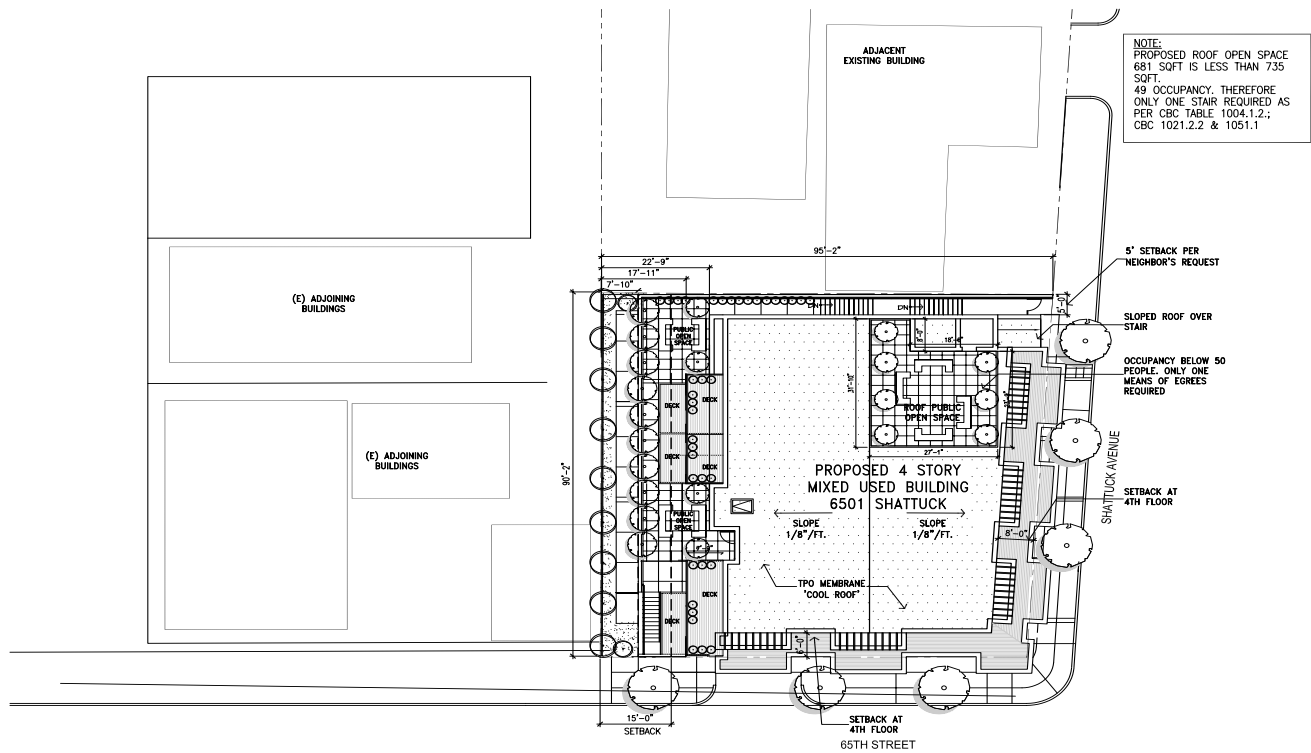 ADJACENT
EXISTING BUILDING
NOTE:
PROPOSED ROOF OPEN SPACE
681 SQFT IS LESS THAN 735
SQFT.
49 OCCUPANCY. THEREFORE
ONLY ONE STAIR REQUIRED AS
PER CBC TABLE 1004.1.2.;
CBC 1021.2.2 & 1051.1
95'-2"
22'-9"
17'-11"
7'-10"
5' SETBACK PER
NEIGHBOR'S REQUEST
5'-0"
(E) ADJOINING
BUILDINGS
DN
DN
SLOPED ROOF OVER
STAIR
PUBLIC
OPEN
SPACE
8'-0"
18'-4"
OCCUPANCY BELOW 50
PEOPLE. ONLY ONE
MEANS OF EGREES
REQUIRED
31'-10"
DECK
DECK
ROOF PUBLIC
OPEN SPACE
(E) ADJOINING
BUILDINGS
27'-1"
90'-2"
DECK
DECK
PROPOSED 4 STORY
MIXED USED BUILDING
6501 SHATTUCK
SHATTUCK AVENUE
SETBACK AT
4TH FLOOR
PUBLIC
OPEN
SPACE
SLOPE
1/8"/FT.
SLOPE
1/8"/FT.
8'-0"
TPO MEMBRANE
'COOL ROOF'
DECK
DECK
6'-0"
15'-0"
SETBACK
SETBACK AT
4TH FLOOR
65TH STREET